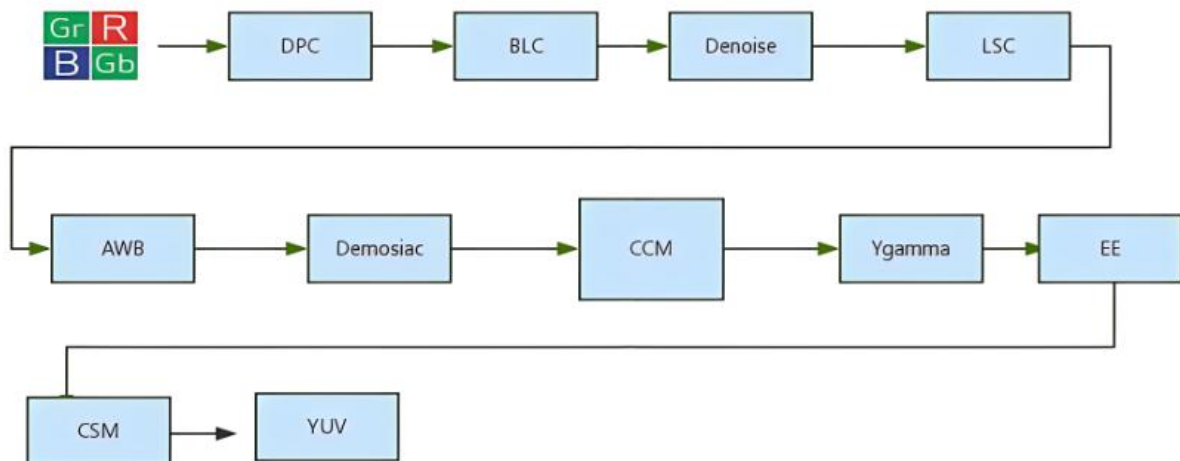 Gr R
B Gb
DPC
BLC
Denoise
LSC
AWB
Demosiac
CCM
Ygamma
EE
CSM
YUV